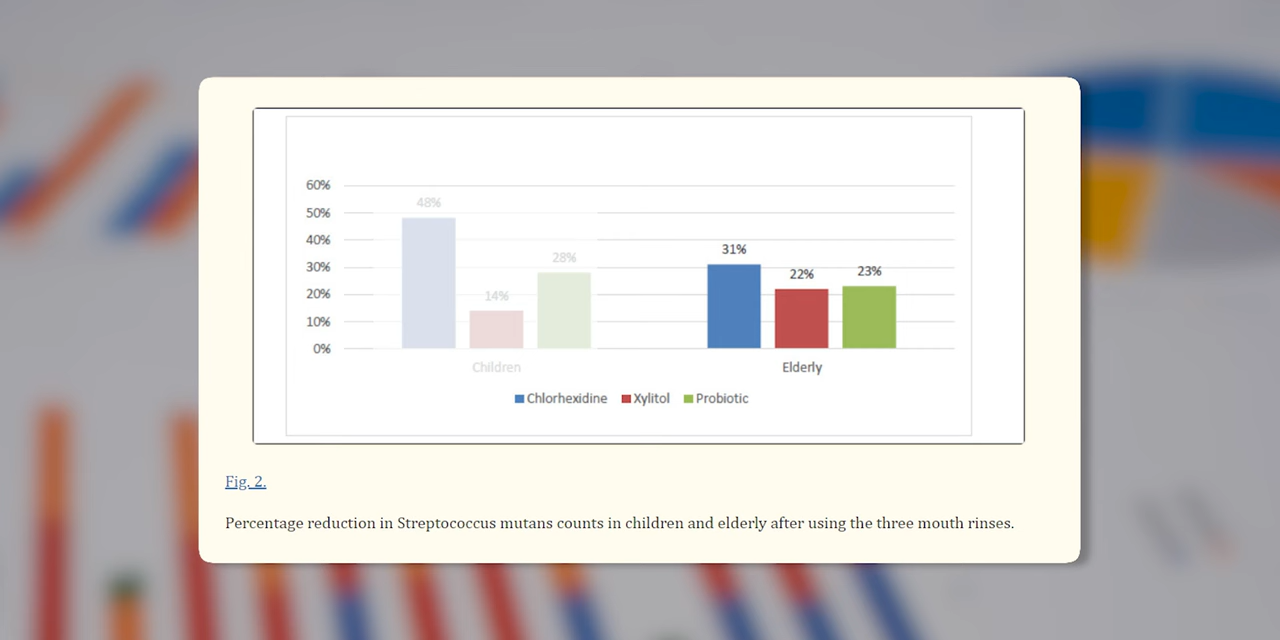 60%
50%
40%
30%
20%
10%
0%
48%
14%
28%
31%
22%
23%
Children
Elderly
Chlorhexidine Xylitol Probiotic
Fig. 2.
Percentage reduction in Streptococcus mutans counts in children and elderly after using the three mouth rinses.